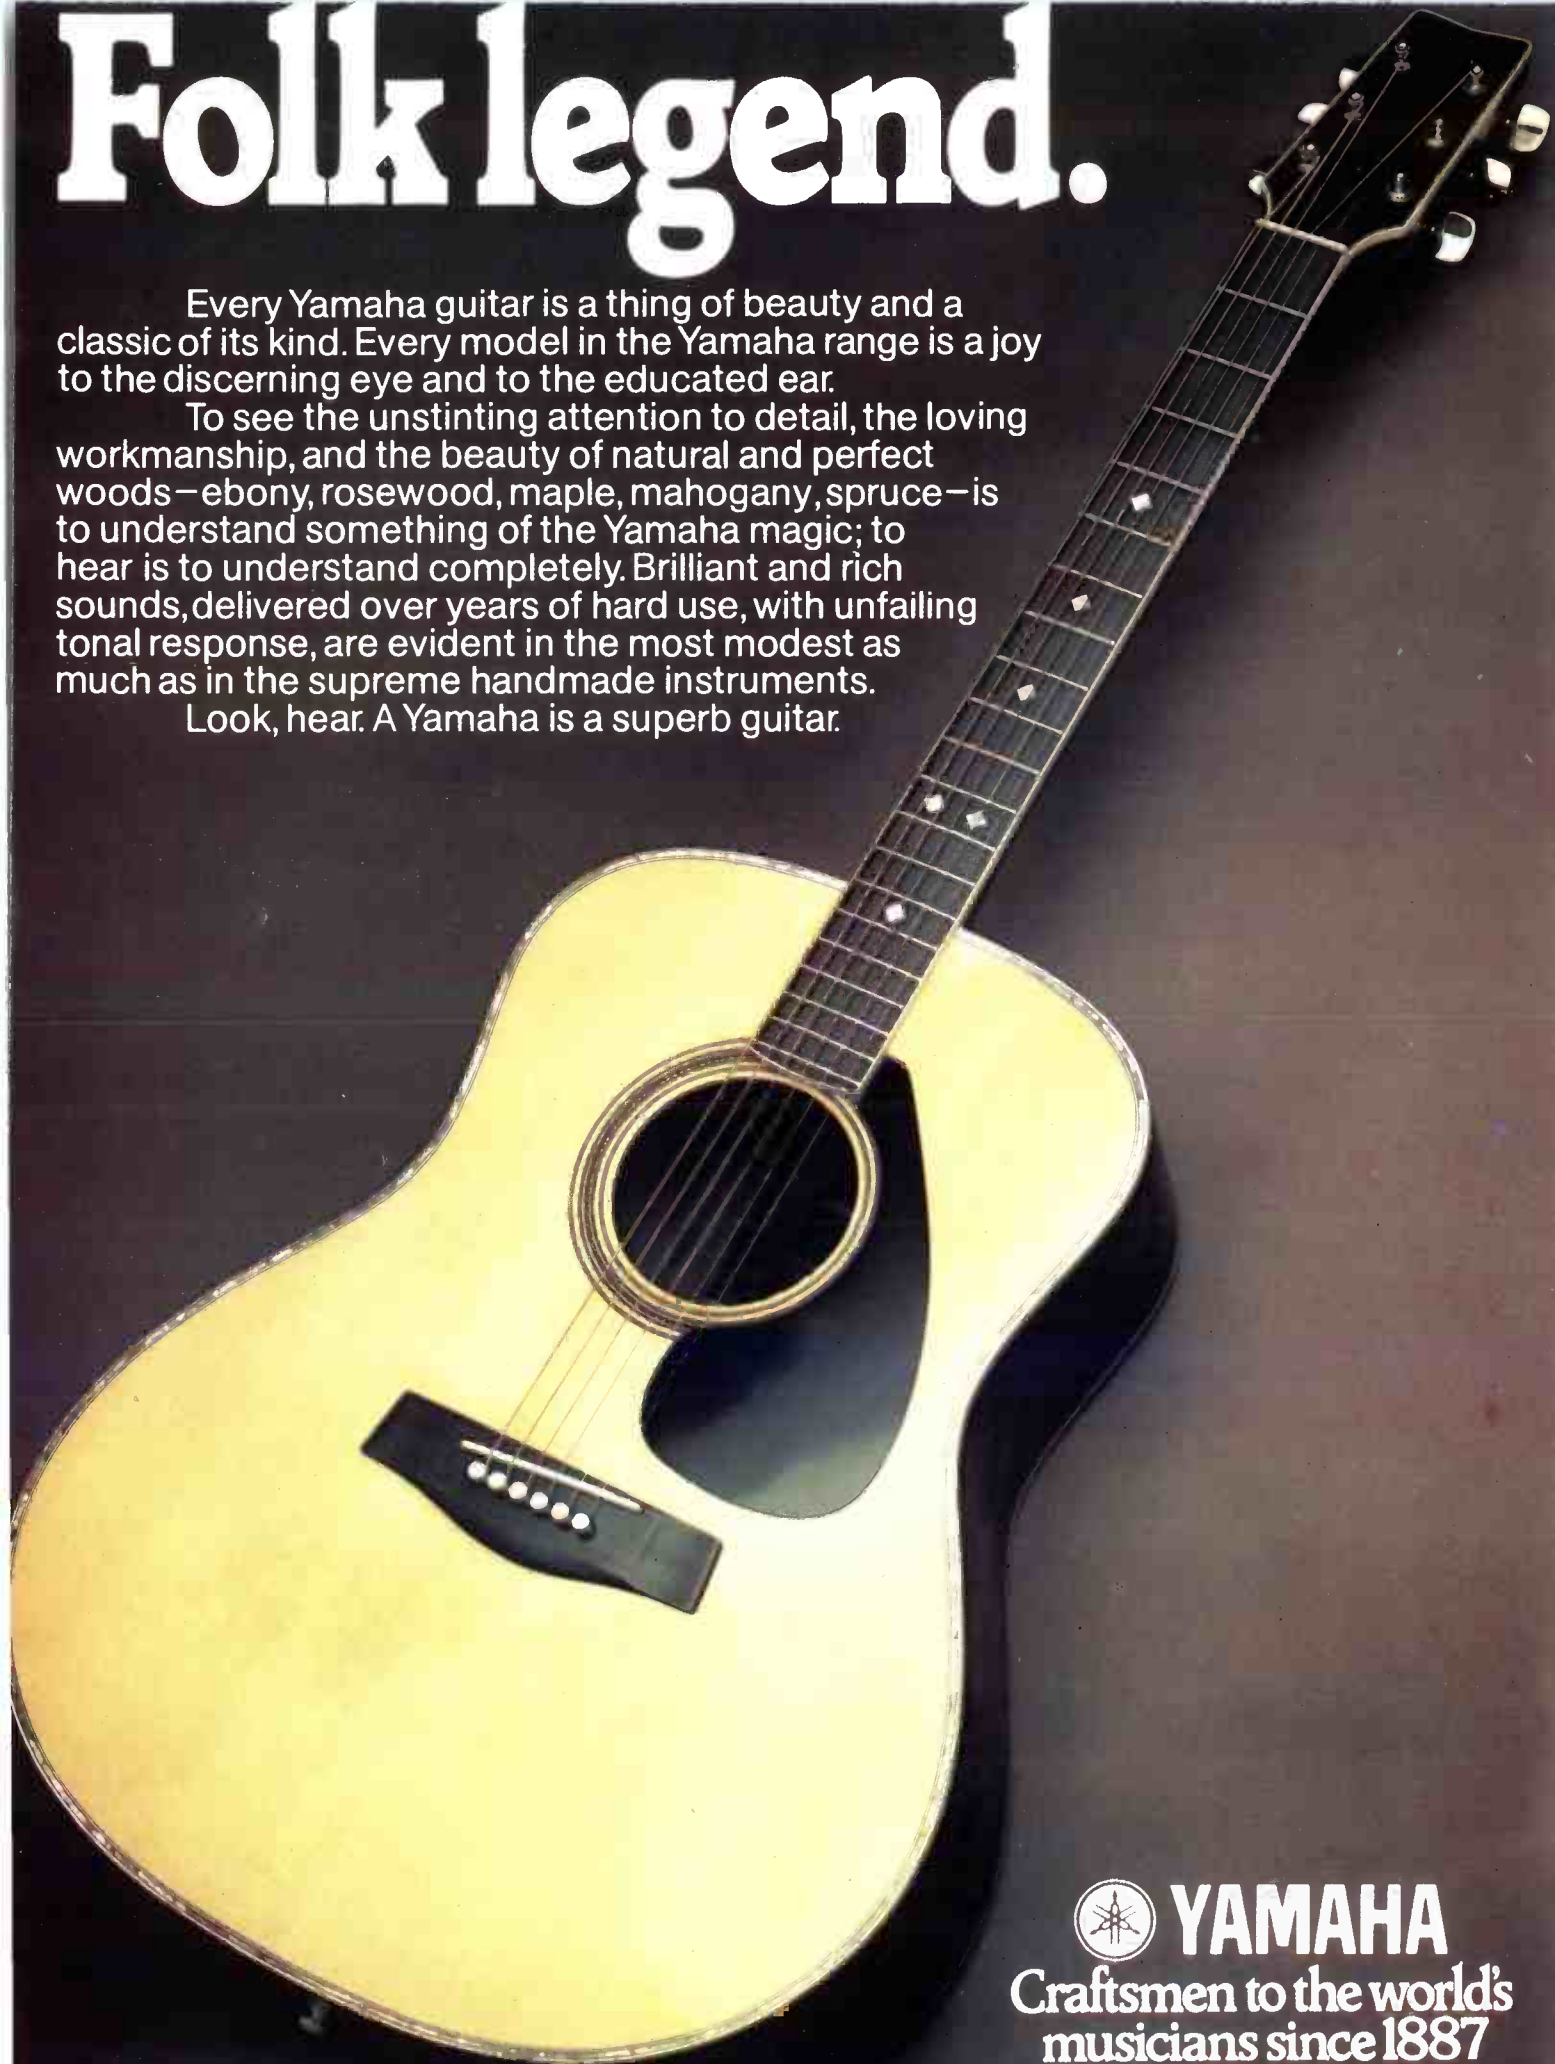 Folk legend.
Every Yamaha guitar is a thing of beauty and a
classic of its kind. Every model in the Yamaha range is a joy
to the discerning eye and to the educated ear.
To see the unstinting attention to detail, the loving
workmanship, and the beauty of natural and perfect
woods—ebony, rosewood, maple, mahogany, spruce—is
to understand something of the Yamaha magic; to
hear is to understand completely. Brilliant and rich
sounds, delivered over years of hard use, with unfailing
tonal response, are evident in the most modest as
much as in the supreme handmade instruments.
Look, hear. A Yamaha is a superb guitar.
YAMAHA
Craftsmen to the world's
musicians since 1887